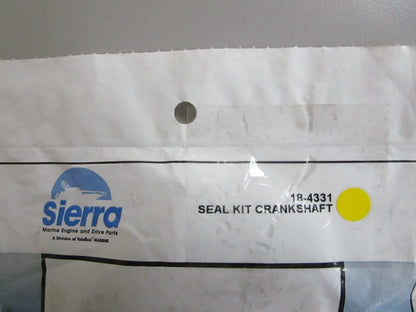 18-4331
SEAL KIT CRANKSHAFT
Sierra
Marine Engine and Drive Parts
A Division of Teleflex MARINE